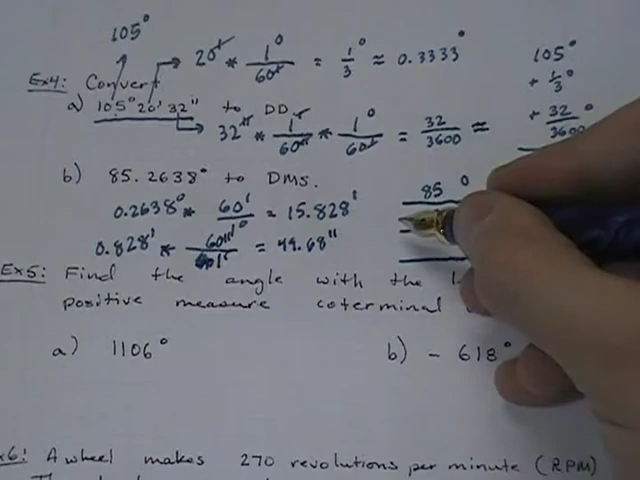 105°
20' * 1°/60' = 1/3° ≈ 0.3333°
105°
+ 1/3°
+ 32/3600°
Ex4: Convert
a) 105°20'32" to DD
32" * 1'/60" * 1°/60' = 32/3600 ≈
b) 85.2638° to DMS.
85°
0.2638° * 60'/1° = 15.828'
0.828' * 60"/1' = 49.68"
Ex5: Find the angle with the
positive measure coterminal
a) 1106°
b) - 618°
x6: A wheel makes 270 revolutions per minute (RPM)